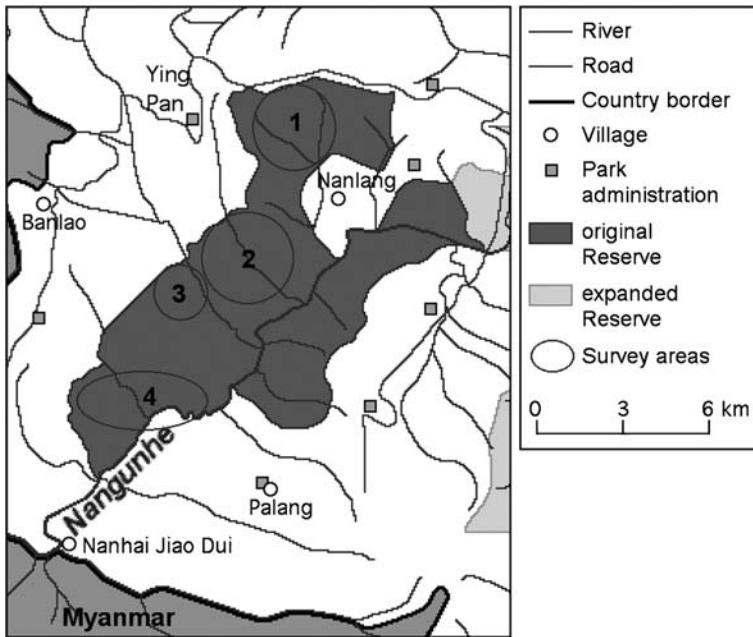 Ying
Pan
1
Nanlang
Banlao
2
3
4
Nangunhe
Palang
Nanhai Jiao Dui
Myanmar
River
Road
Country border
Village
Park
administration
original
Reserve
expanded
Reserve
Survey areas
0 3 6 km